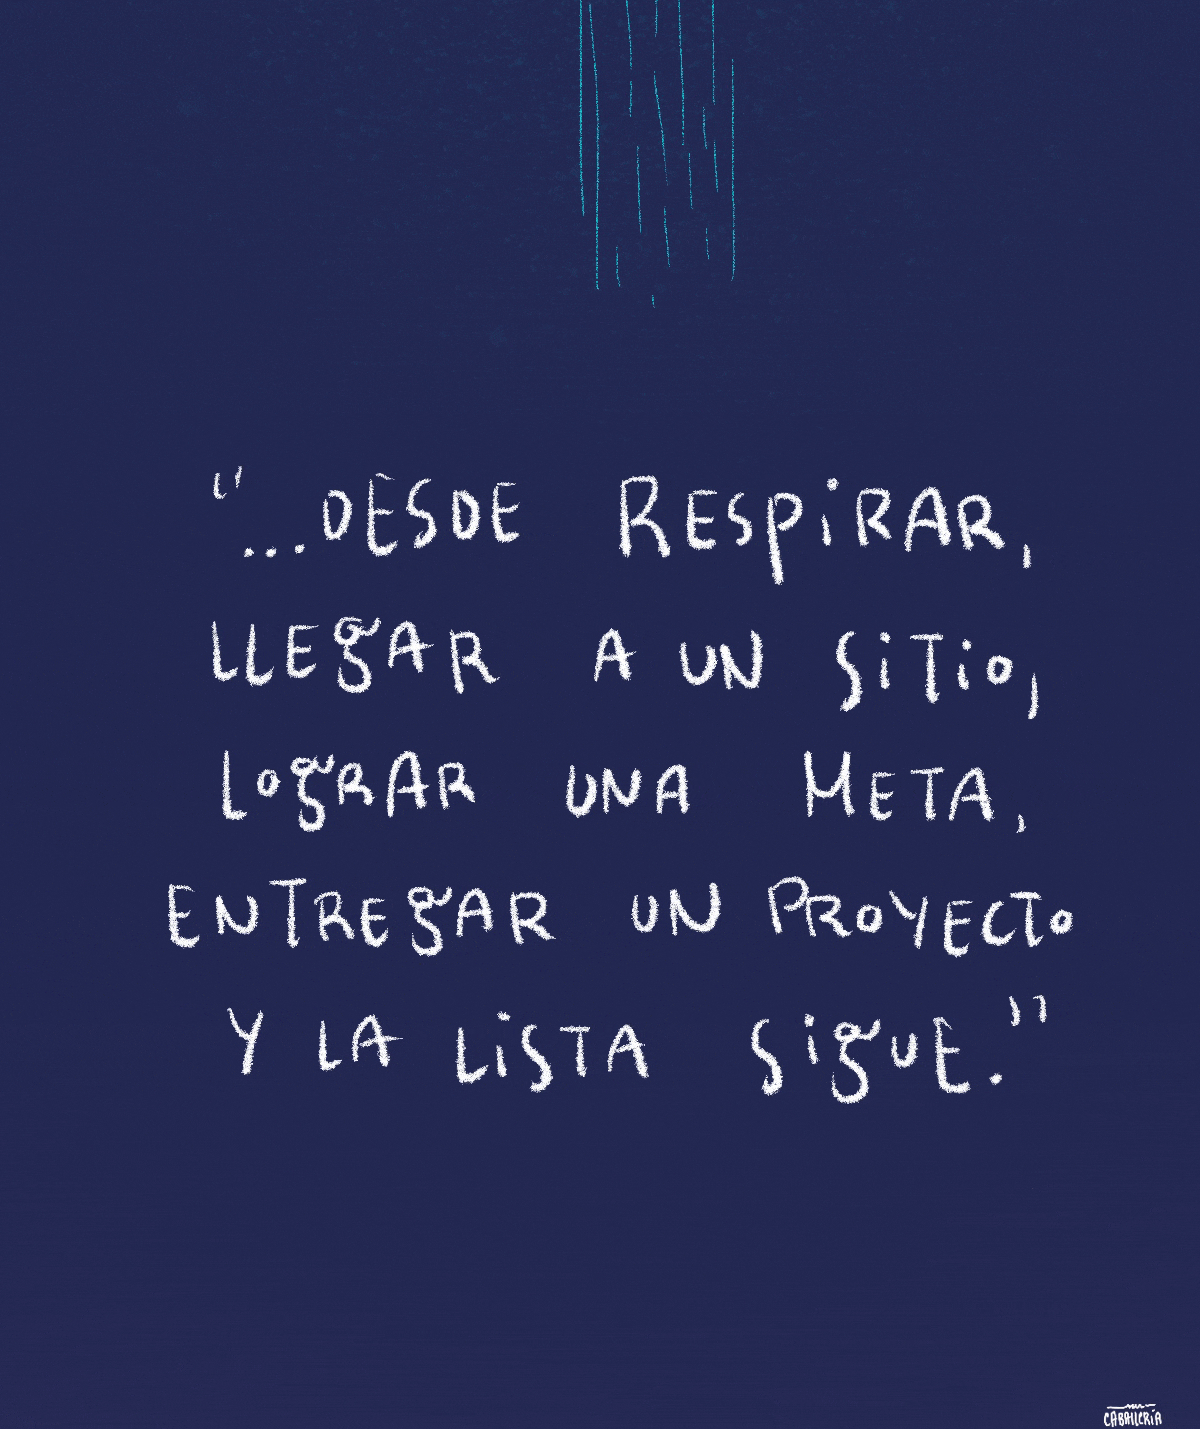 “...DESDE RESPIRAR,
LLEGAR A UN SITIO,
LOGRAR UNA META,
ENTREGAR UN PROYECTO
Y LA LISTA SIGUE.”
CABALLERÍA